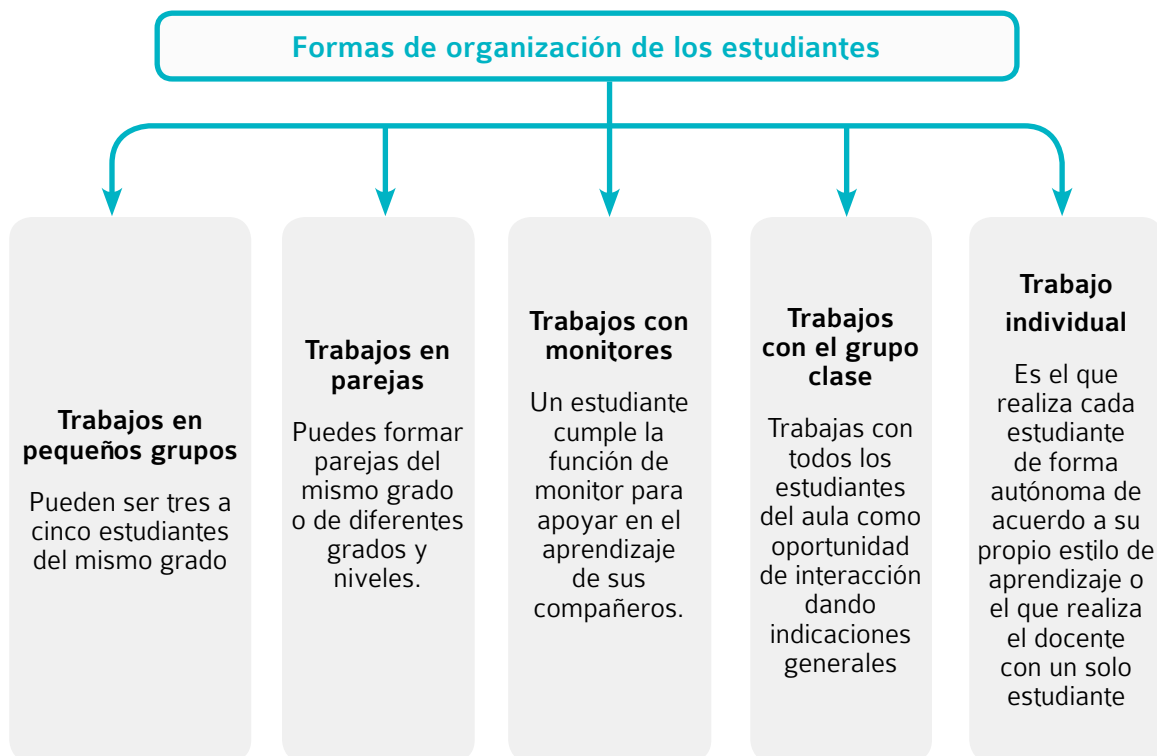 Formas de organización de los estudiantes
Trabajos en
pequeños grupos
Pueden ser tres a
cinco estudiantes
del mismo grado
Trabajos en
parejas
Puedes formar
parejas del
mismo grado
o de diferentes
grados y
niveles.
Trabajos con
monitores
Un estudiante
cumple la
función de
monitor para
apoyar en el
aprendizaje
de sus
compañeros.
Trabajos
con el grupo
clase
Trabajas con
todos los
estudiantes
del aula como
oportunidad
de interacción
dando
indicaciones
generales
Trabajo
individual
Es el que
realiza cada
estudiante
de forma
autónoma de
acuerdo a su
propio estilo de
aprendizaje o
el que realiza
el docente
con un solo
estudiante